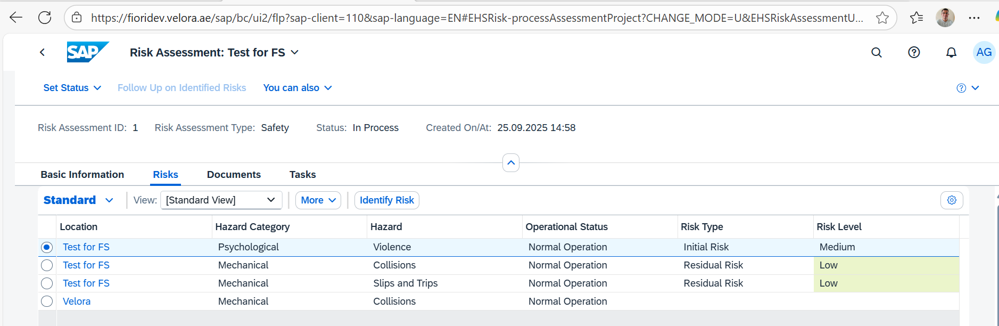 https://fioridev.velora.ae/sap/bc/ui2/flp?sap-client=110&sap-language=EN#EHSRisk-processAssessmentProject?CHANGE_MODE=U&EHSRiskAssessmentU...
SAP Risk Assessment: Test for FS AG
Set Status Follow Up on Identified Risks You can also
Risk Assessment ID: 1 Risk Assessment Type: Safety Status: In Process Created On/At: 25.09.2025 14:58
Basic Information Risks Documents Tasks
Standard View: [Standard View] More Identify Risk
Location Hazard Category Hazard Operational Status Risk Type Risk Level
Test for FS Psychological Violence Normal Operation Initial Risk Medium
Test for FS Mechanical Collisions Normal Operation Residual Risk Low
Test for FS Mechanical Slips and Trips Normal Operation Residual Risk Low
Velora Mechanical Collisions Normal Operation